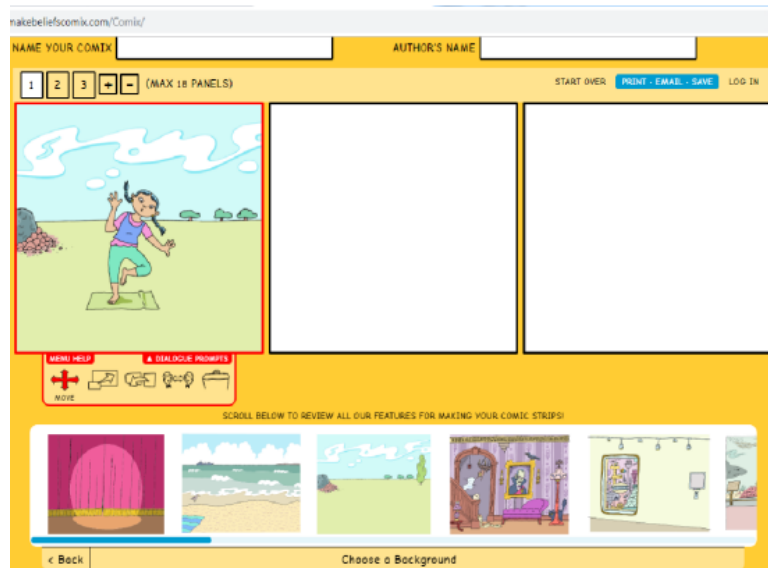 makebeliefscomix.com/Comix/
NAME YOUR COMIX AUTHOR'S NAME
1 2 3 + - (MAX 18 PANELS) START OVER PRINT - EMAIL - SAVE LOG IN
MENU HELP ▲ DIALOGUE PROMPTS
MOVE
SCROLL BELOW TO REVIEW ALL OUR FEATURES FOR MAKING YOUR COMIC STRIPS!
< Back Choose a Background